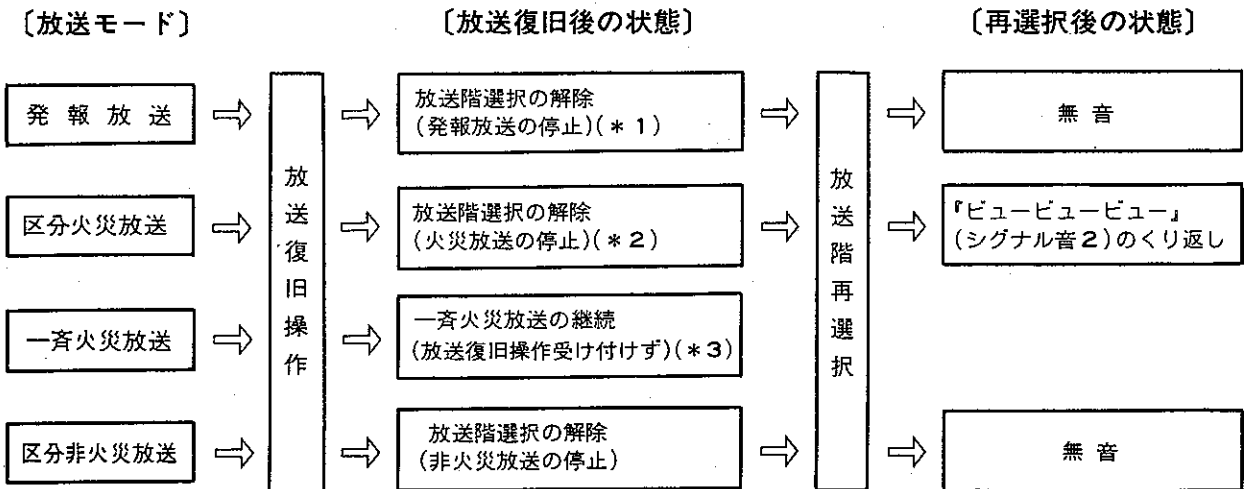 〔放送モード〕
〔放送復旧後の状態〕
〔再選択後の状態〕
発報放送
放送復旧操作
放送階選択の解除
(発報放送の停止)(*1)
放送階再選択
無音
区分火災放送
放送階選択の解除
(火災放送の停止)(*2)
『ビュービュービュー』
(シグナル音2)のくり返し
一斉火災放送
一斉火災放送の継続
(放送復旧操作受け付けず)(*3)
区分非火災放送
放送階選択の解除
(非火災放送の停止)
無音